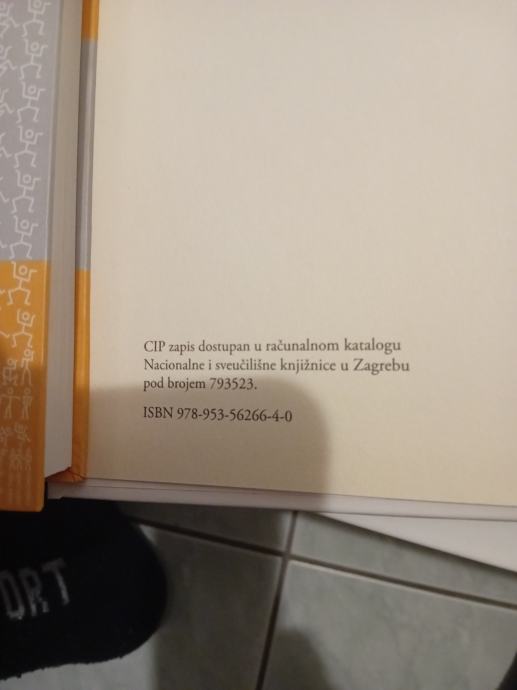 CIP zapis dostupan u računalnom katalogu
Nacionalne i sveučilišne knjižnice u Zagrebu
pod brojem 793523.
ISBN 978-953-56266-4-0